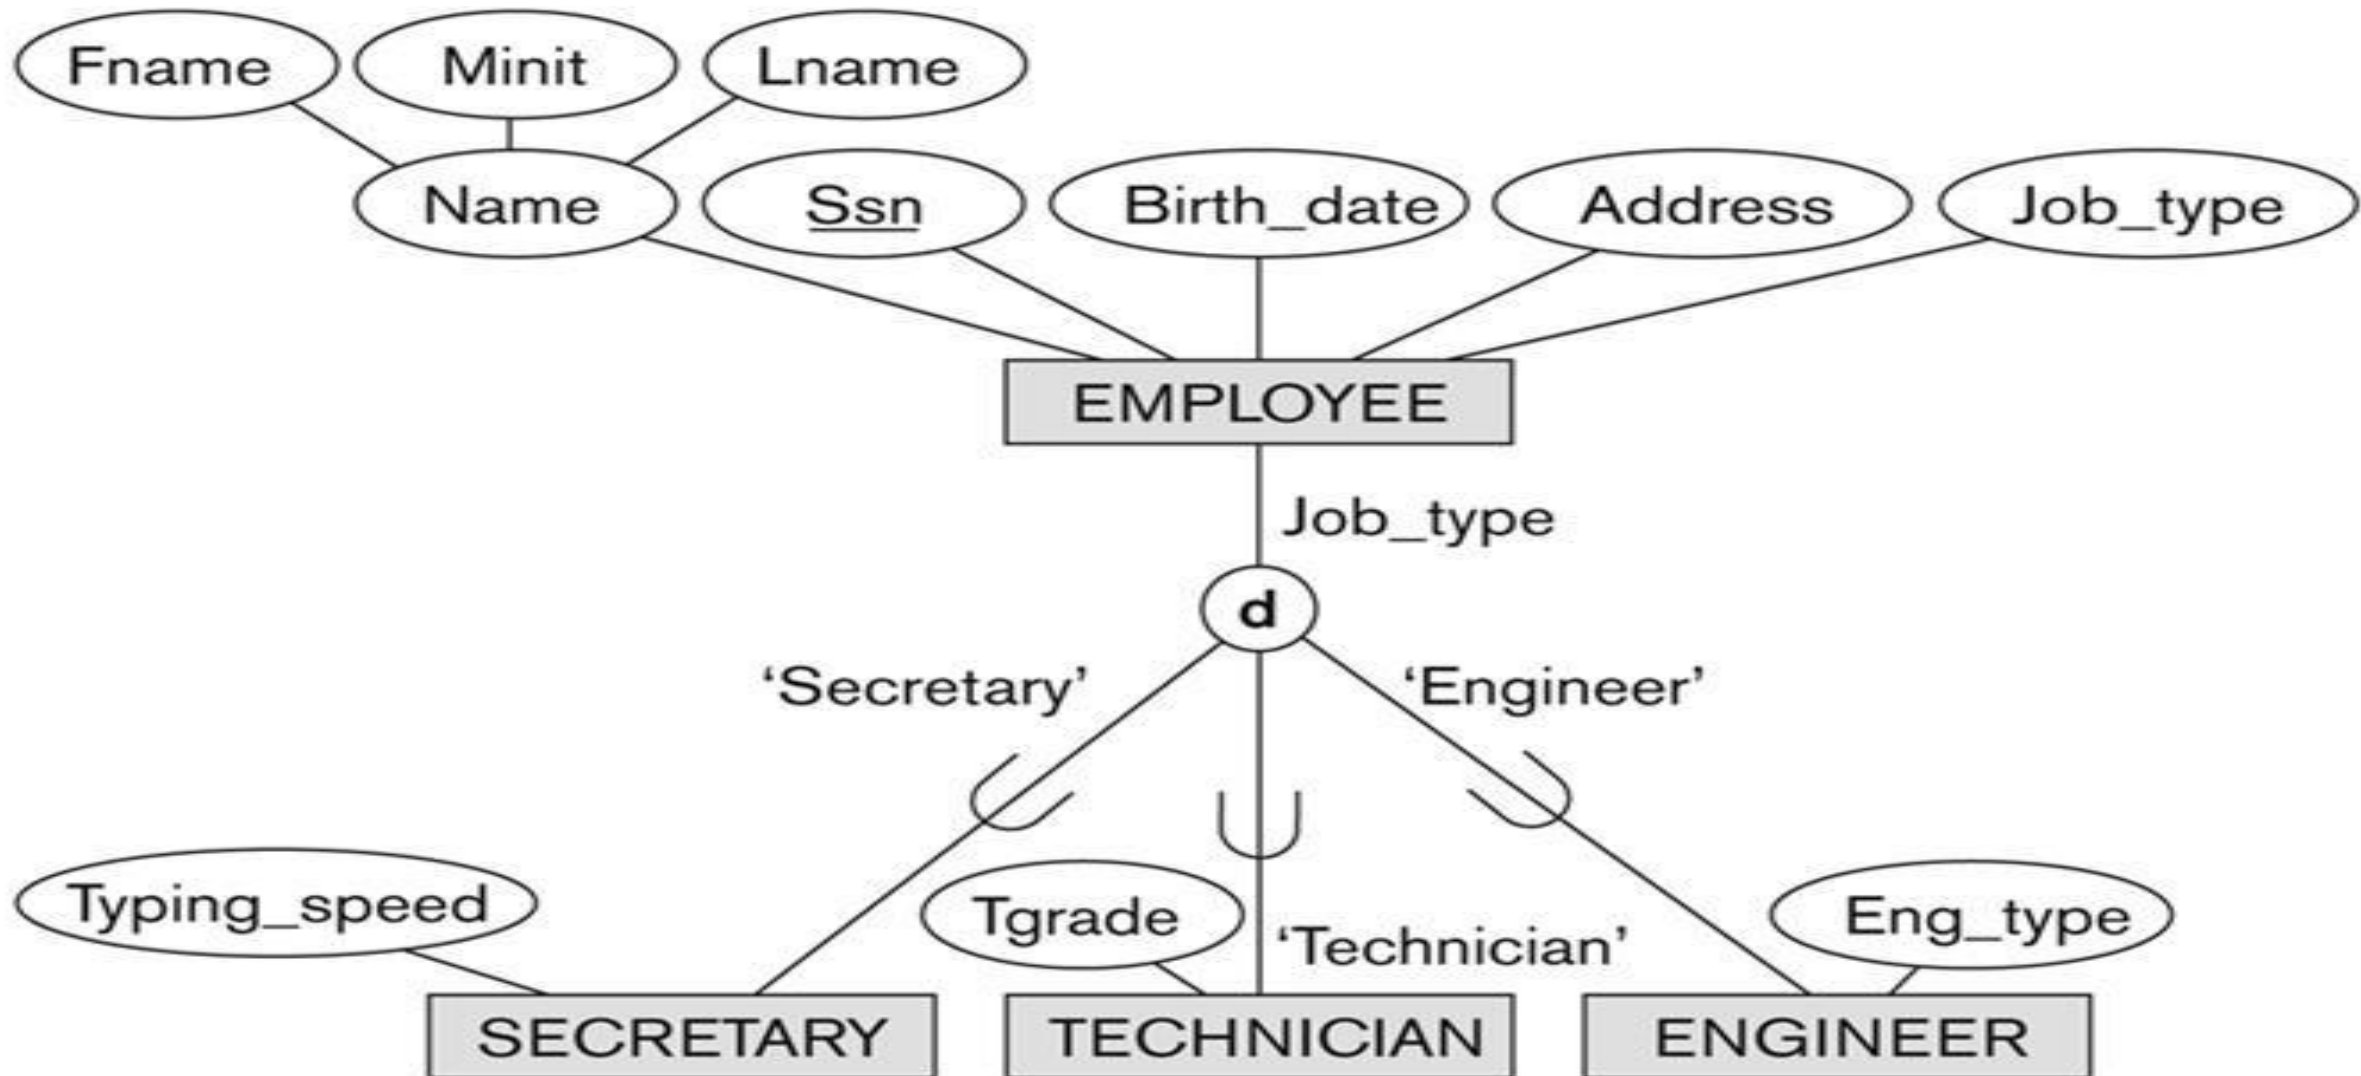 Fname Minit Lname
Name Ssn Birth_date Address Job_type
EMPLOYEE
Job_type
d
‘Secretary’ ‘Engineer’
Typing_speed Tgrade Eng_type
‘Technician’
SECRETARY TECHNICIAN ENGINEER